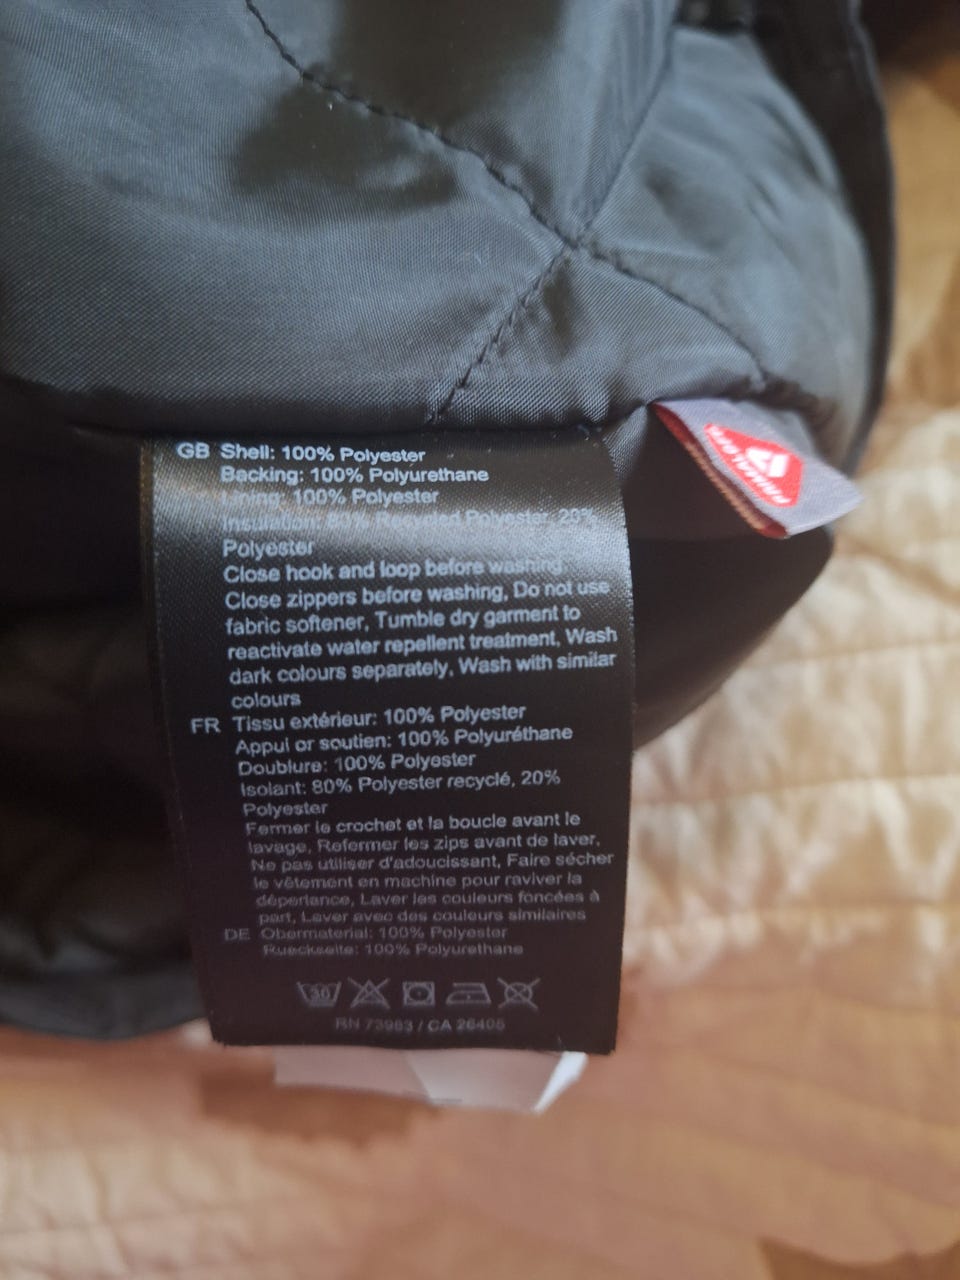 GB Shell: 100% Polyester
Backing: 100% Polyurethane
Lining: 100% Polyester
Insulation: 80% Recycled Polyester, 20%
Polyester
Close hook and loop before washing,
Close zippers before washing, Do not use
fabric softener, Tumble dry garment to
reactivate water repellent treatment, Wash
dark colours separately, Wash with similar
colours
FR Tissu extérieur: 100% Polyester
Appui or soutien: 100% Polyuréthane
Doublure: 100% Polyester
Isolant: 80% Polyester recyclé, 20%
Polyester
Fermer le crochet et la boucle avant le
lavage, Refermer les zips avant de laver,
Ne pas utiliser d'adoucissant, Faire sécher
le vêtement en machine pour raviver la
déperlance, Laver les couleurs foncées à
part, Laver avec des couleurs similaires
DE Obermaterial: 100% Polyester
Rueckseite: 100% Polyurethane
30
RN 73983 / CA 26405
PRIMALOFT